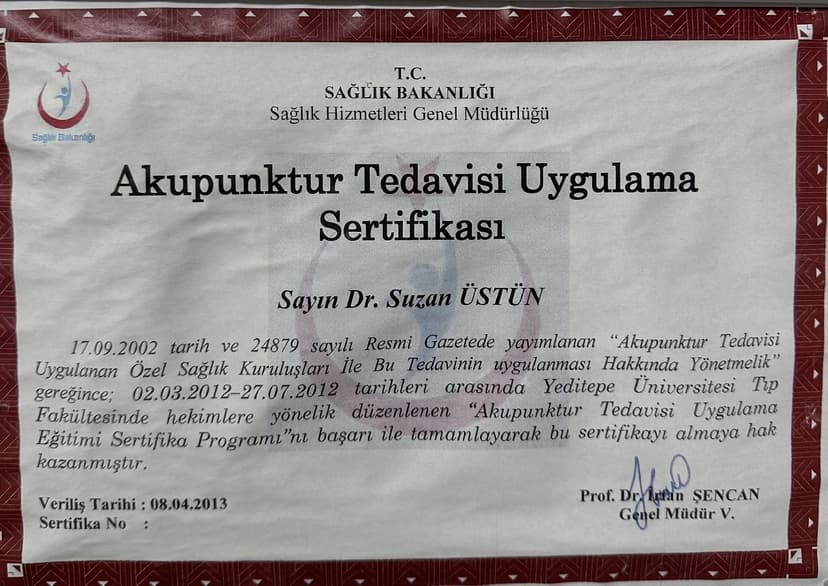 T.C.
SAĞLIK BAKANLIĞI
Sağlık Hizmetleri Genel Müdürlüğü
Sağlık Bakanlığı
Akupunktur Tedavisi Uygulama
Sertifikası
Sayın Dr. Suzan ÜSTÜN
17.09.2002 tarih ve 24879 sayılı Resmi Gazetede yayımlanan “Akupunktur Tedavisi
Uygulanan Özel Sağlık Kuruluşları İle Bu Tedavinin uygulanması Hakkında Yönetmelik”
gereğince; 02.03.2012–27.07.2012 tarihleri arasında Yeditepe Üniversitesi Tıp
Fakültesinde hekimlere yönelik düzenlenen “Akupunktur Tedavisi Uygulama
Eğitimi Sertifika Programı”nı başarı ile tamamlayarak bu sertifikayı almaya hak
kazanmıştır.
Veriliş Tarihi : 08.04.2013
Sertifika No :
Prof. Dr. İrfan ŞENCAN
Genel Müdür V.